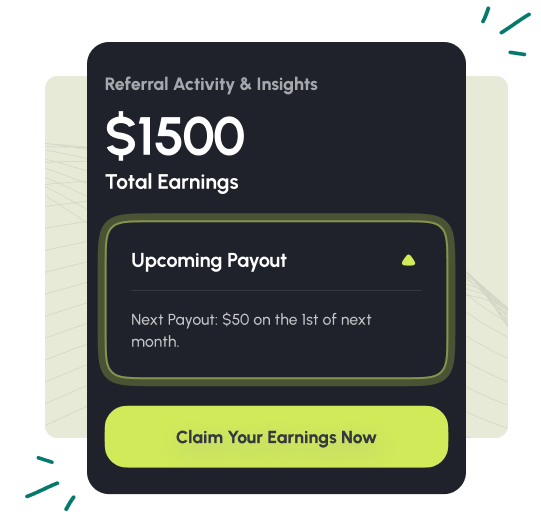 Referral Activity & Insights
$1500
Total Earnings
Upcoming Payout
Next Payout: $50 on the 1st of next
month.
Claim Your Earnings Now